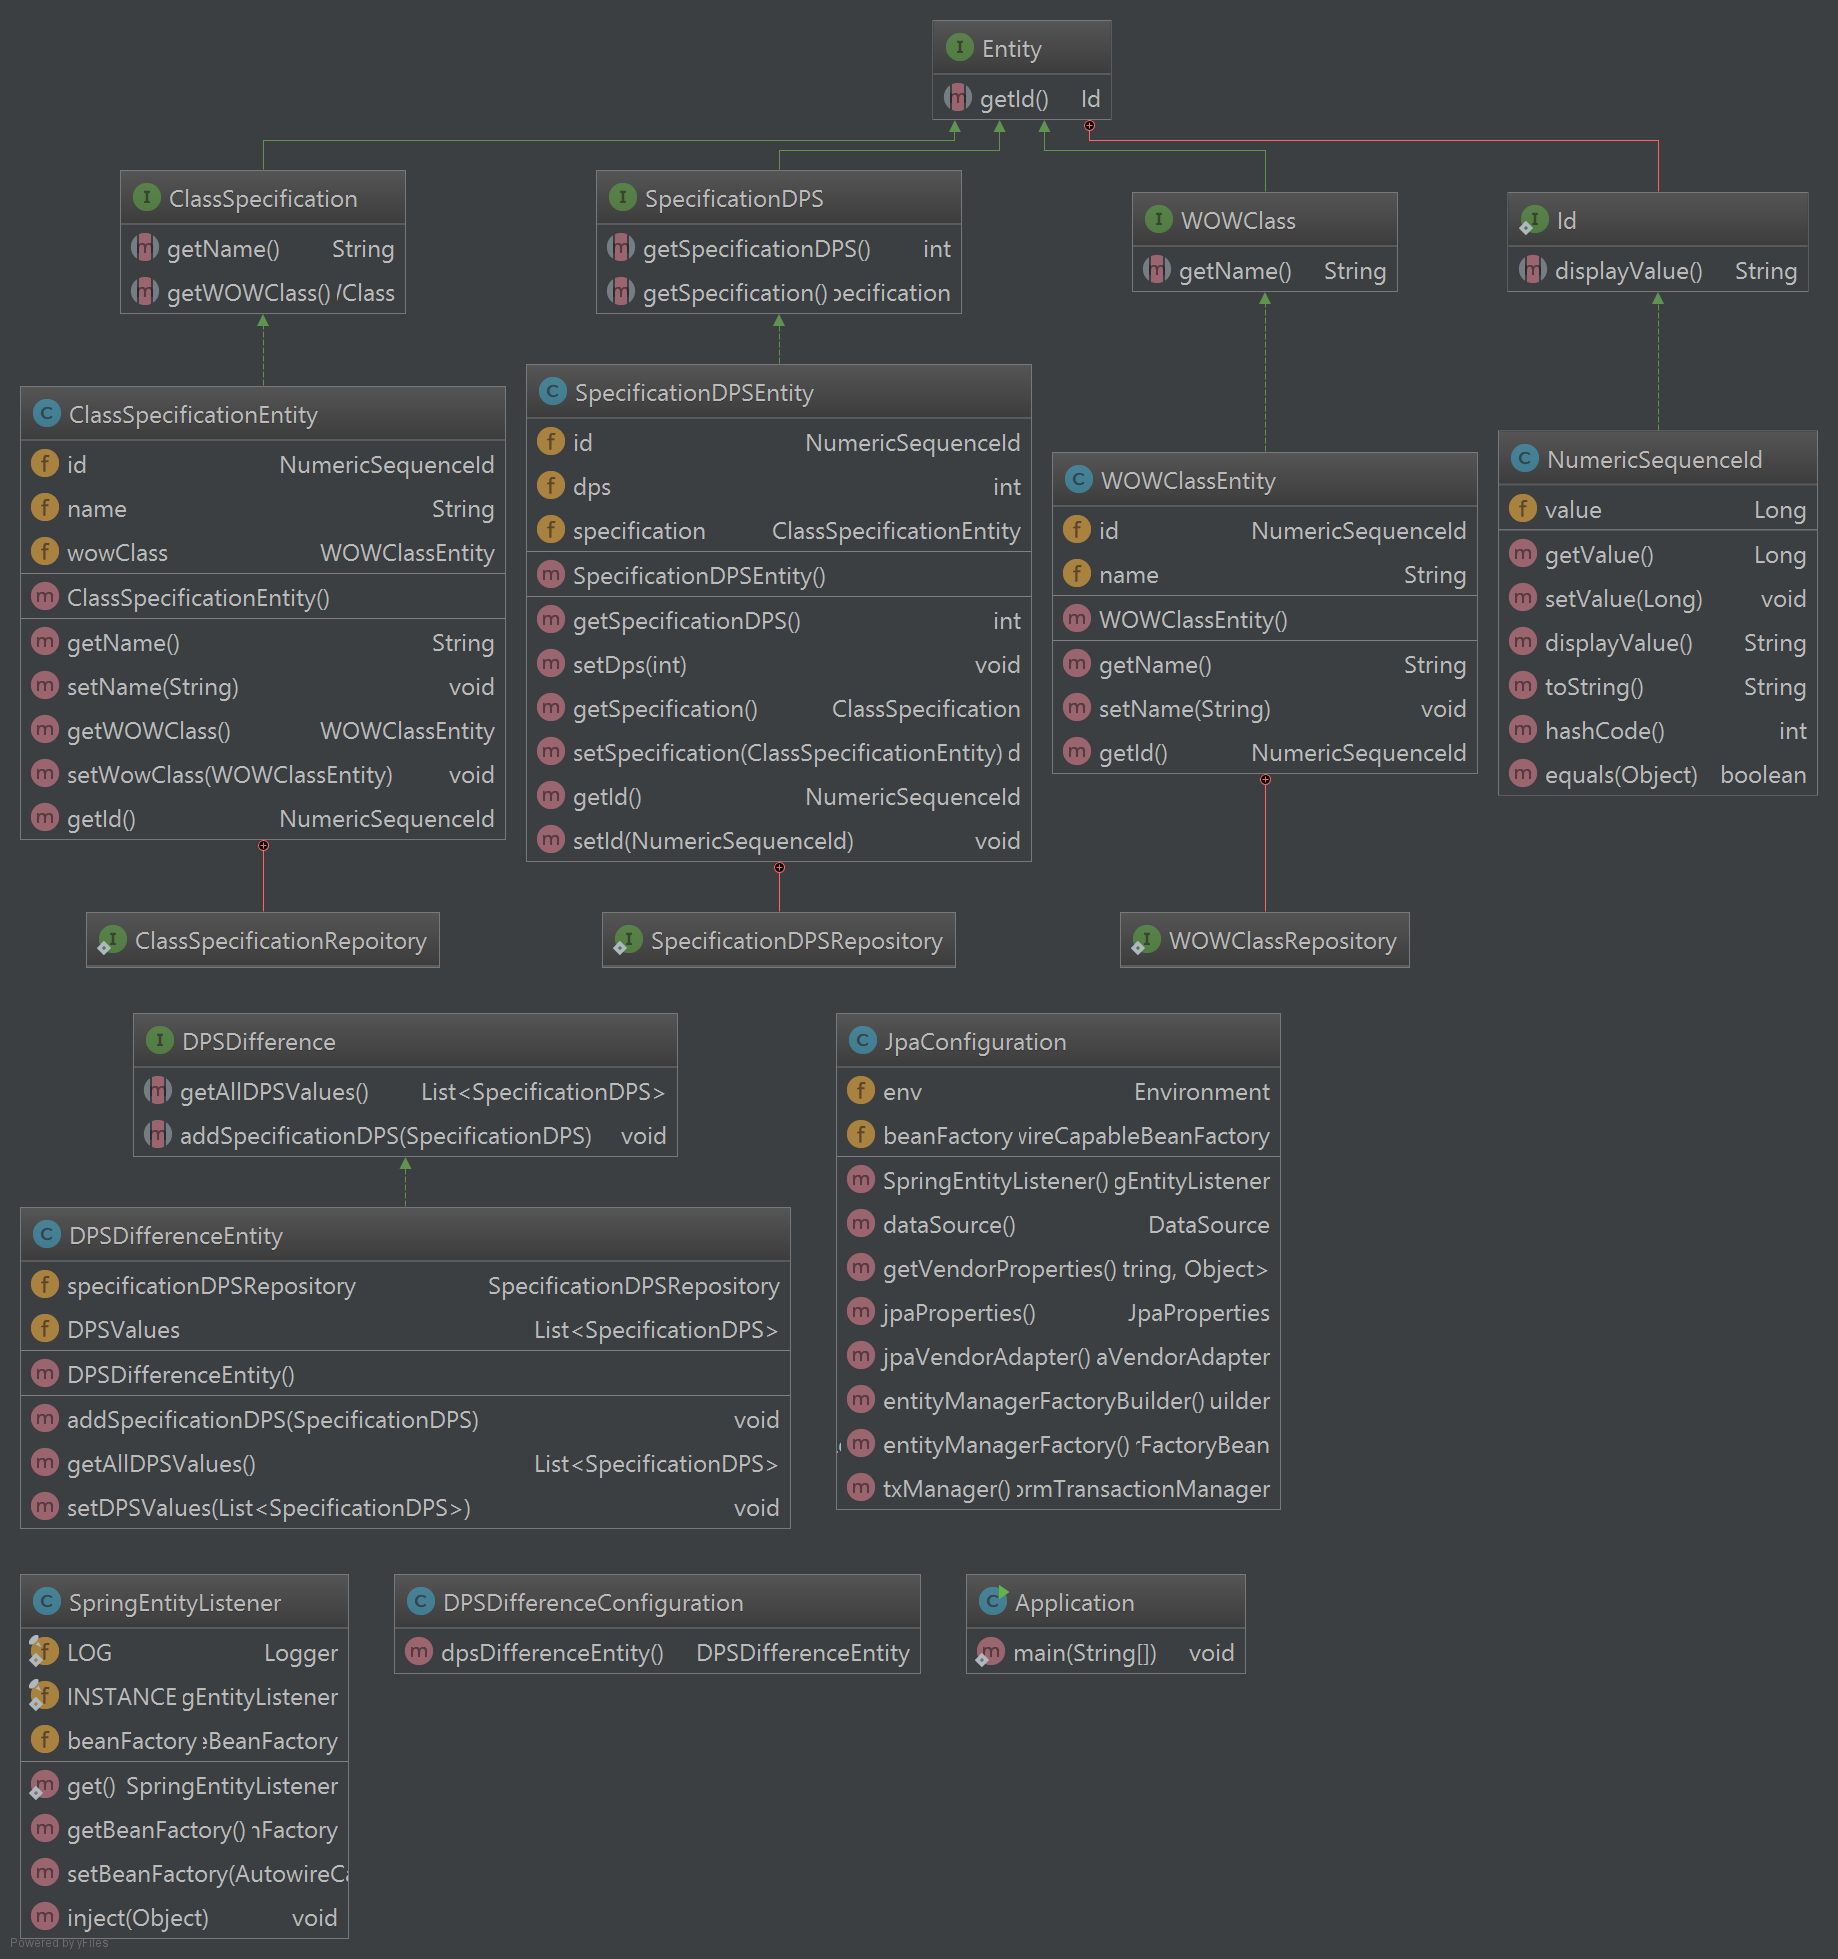 Entity
getId() Id
ClassSpecification
getName() String
getWOWClass() Class
SpecificationDPS
getSpecificationDPS() int
getSpecification() pecification
WOWClass
getName() String
Id
displayValue() String
ClassSpecificationEntity
id NumericSequenceId
name String
wowClass WOWClassEntity
ClassSpecificationEntity()
getName() String
setName(String) void
getWOWClass() WOWClassEntity
setWowClass(WOWClassEntity) void
getId() NumericSequenceId
SpecificationDPSEntity
id NumericSequenceId
dps int
specification ClassSpecificationEntity
SpecificationDPSEntity()
getSpecificationDPS() int
setDps(int) void
getSpecification() ClassSpecification
setSpecification(ClassSpecificationEntity) d
getId() NumericSequenceId
setId(NumericSequenceId) void
WOWClassEntity
id NumericSequenceId
name String
WOWClassEntity()
getName() String
setName(String) void
getId() NumericSequenceId
NumericSequenceId
value Long
getValue() Long
setValue(Long) void
displayValue() String
toString() String
hashCode() int
equals(Object) boolean
ClassSpecificationRepoitory
SpecificationDPSRepository
WOWClassRepository
DPSDifference
getAllDPSValues() List<SpecificationDPS>
addSpecificationDPS(SpecificationDPS) void
JpaConfiguration
env Environment
beanFactory wireCapableBeanFactory
SpringEntityListener() gEntityListener
dataSource() DataSource
getVendorProperties() tring, Object>
jpaProperties() JpaProperties
jpaVendorAdapter() aVendorAdapter
entityManagerFactoryBuilder() uilder
entityManagerFactory() rFactoryBean
txManager() ormTransactionManager
DPSDifferenceEntity
specificationDPSRepository SpecificationDPSRepository
DPSValues List<SpecificationDPS>
DPSDifferenceEntity()
addSpecificationDPS(SpecificationDPS) void
getAllDPSValues() List<SpecificationDPS>
setDPSValues(List<SpecificationDPS>) void
SpringEntityListener
LOG Logger
INSTANCE gEntityListener
beanFactory eBeanFactory
get() SpringEntityListener
getBeanFactory() nFactory
setBeanFactory(AutowireCa
inject(Object) void
DPSDifferenceConfiguration
dpsDifferenceEntity() DPSDifferenceEntity
Application
main(String[]) void
Powered by yFiles